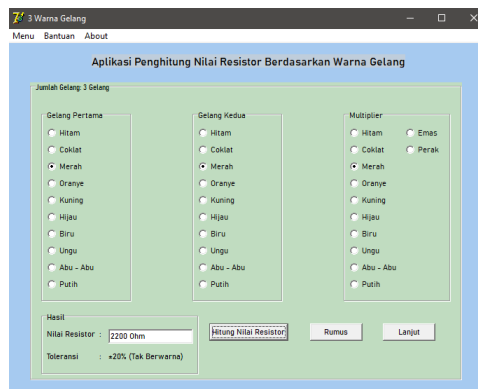 3 Warna Gelang
Menu Bantuan About
Aplikasi Penghitung Nilai Resistor Berdasarkan Warna Gelang
Jumlah Gelang: 3 Gelang
Gelang Pertama
Hitam
Coklat
Merah
Oranye
Kuning
Hijau
Biru
Ungu
Abu - Abu
Putih
Gelang Kedua
Hitam
Coklat
Merah
Oranye
Kuning
Hijau
Biru
Ungu
Abu - Abu
Putih
Multiplier
Hitam Emas
Coklat Perak
Merah
Oranye
Kuning
Hijau
Biru
Ungu
Abu - Abu
Putih
Hasil
Nilai Resistor : 2200 Ohm
Toleransi : ±20% (Tak Berwarna)
Hitung Nilai Resistor Rumus Lanjut